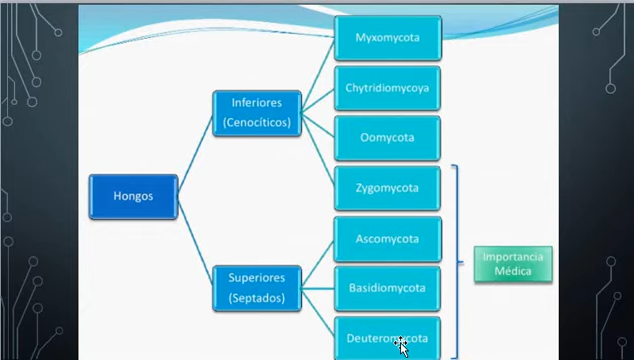 Myxomycota
Chytridiomycoya
Inferiores
(Cenocíticos)
Oomycota
Zygomycota
Hongos
Ascomycota
Importancia
Médica
Superiores
(Septados)
Basidiomycota
Deuteromycota